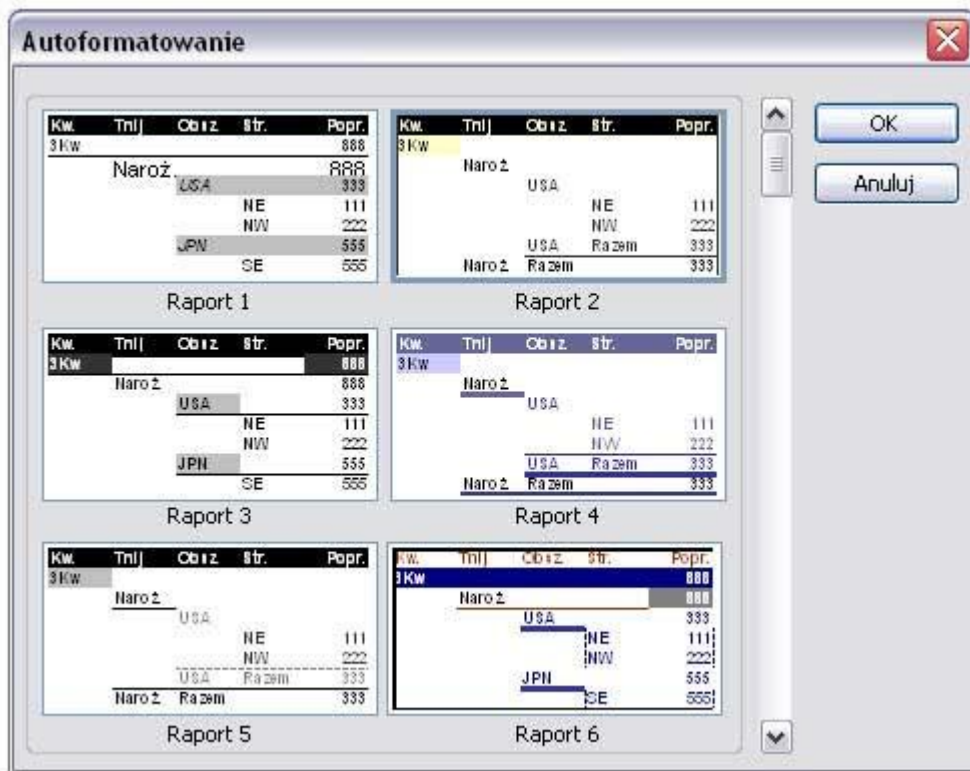 Autoformatowanie
OK
Anuluj
Kw. Tnij Obsz. Str. Popr.
3 Kw 888
Naroż. 888
USA 333
NE 111
NW 222
JPN 555
SE 555
Raport 1
Kw. Tnij Obsz. Str. Popr.
3 Kw
Naroż.
USA
NE 111
NW 222
USA Razem 333
Naroż. Razem 333
Raport 2
Kw. Tnij Obsz. Str. Popr.
3 Kw 888
Naroż. 888
USA 333
NE 111
NW 222
JPN 555
SE 555
Raport 3
Kw. Tnij Obsz. Str. Popr.
3 Kw
Naroż.
USA
NE 111
NW 222
USA Razem 333
Naroż. Razem 333
Raport 4
Kw. Tnij Obsz. Str. Popr.
3 Kw
Naroż.
USA
NE 111
NW 222
USA Razem 333
Naroż. Razem 333
Raport 5
Kw. Tnij Obsz. Str. Popr.
3 Kw 888
Naroż. 888
USA 333
NE 111
NW 222
JPN 555
SE 555
Raport 6